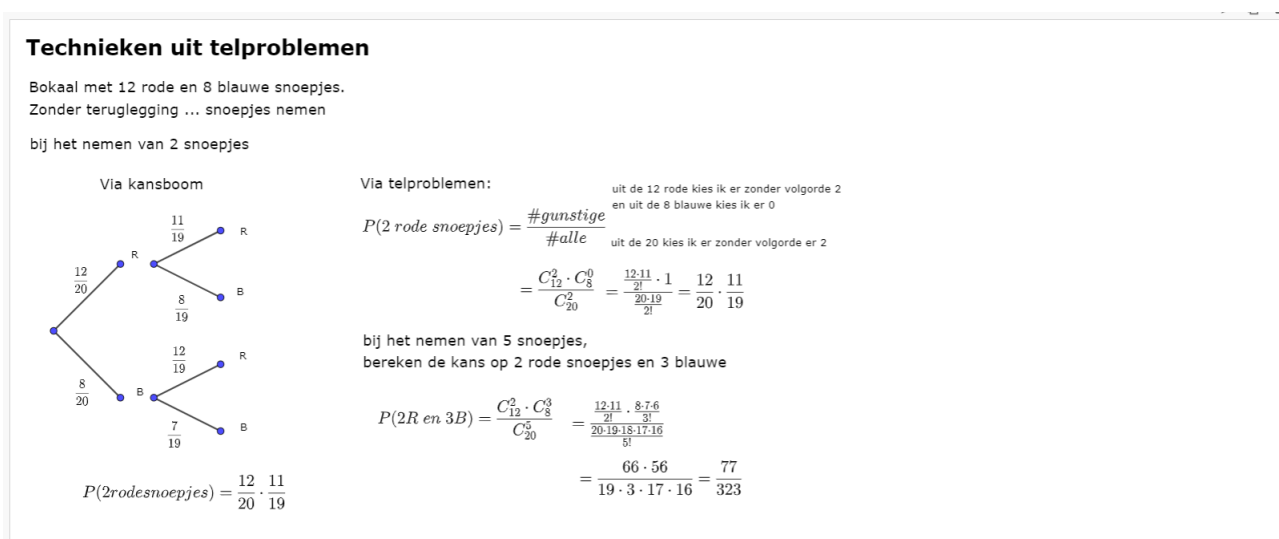 Technieken uit telproblemen
Bokaal met 12 rode en 8 blauwe snoepjes.
Zonder teruglegging ... snoepjes nemen
bij het nemen van 2 snoepjes
Via kansboom
12/20
R
11/19
R
8/19
B
8/20
B
12/19
R
7/19
B
P(2rodesnoepjes) = 12/20 · 11/19
Via telproblemen:
uit de 12 rode kies ik er zonder volgorde 2
en uit de 8 blauwe kies ik er 0
P(2 rode snoepjes) = #gunstige/#alle
uit de 20 kies ik er zonder volgorde er 2
= (C₁₂² · C₈⁰)/C₂₀² = ((12·11)/2! · 1)/((20·19)/2!) = 12/20 · 11/19
bij het nemen van 5 snoepjes,
bereken de kans op 2 rode snoepjes en 3 blauwe
P(2R en 3B) = (C₁₂² · C₈³)/C₂₀⁵ = ((12·11)/2! · (8·7·6)/3!)/((20·19·18·17·16)/5!)
= (66 · 56)/(19 · 3 · 17 · 16) = 77/323